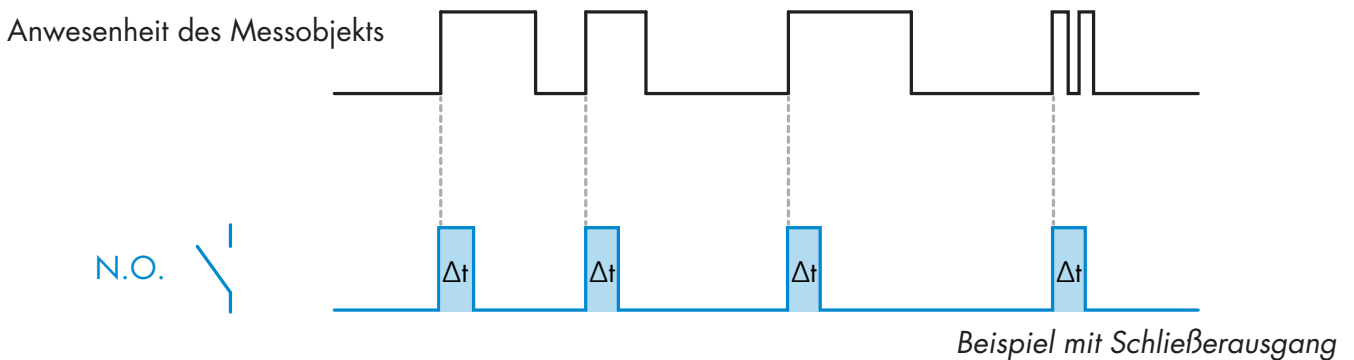 Anwesenheit des Messobjekts
N.O.
Δt Δt Δt Δt
Beispiel mit Schließerausgang